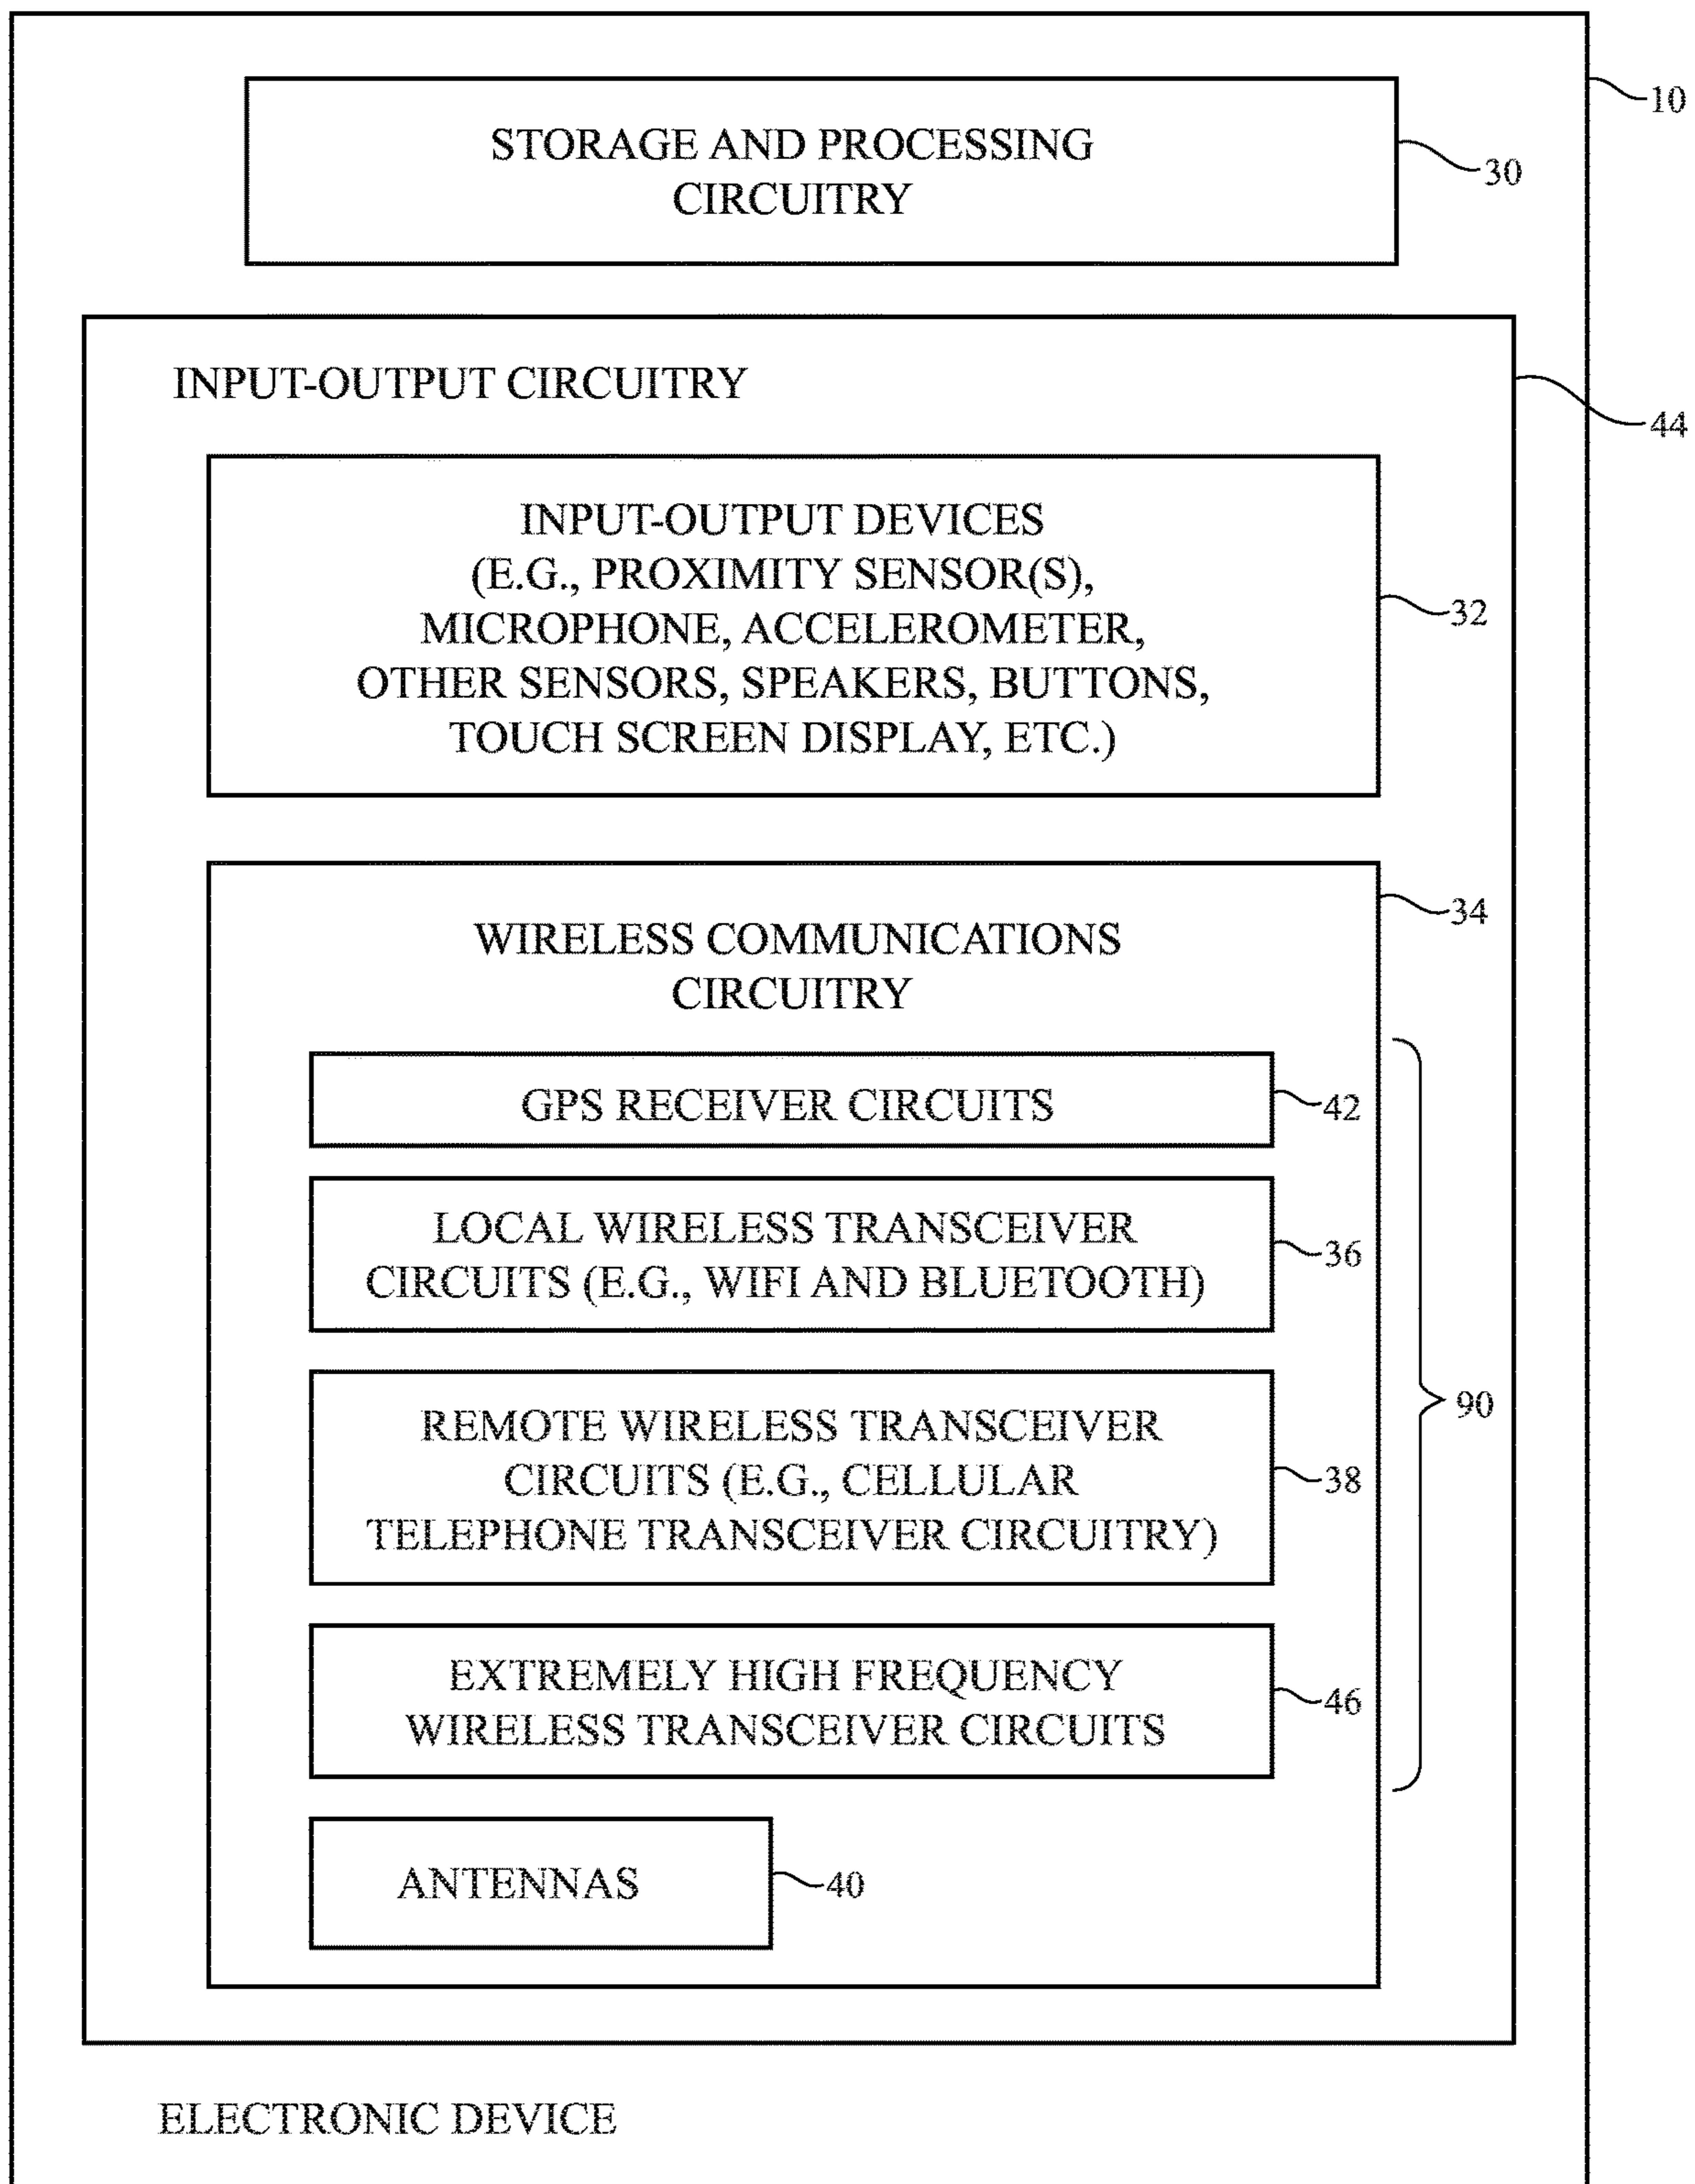 10
STORAGE AND PROCESSING
CIRCUITRY
30
INPUT-OUTPUT CIRCUITRY
44
INPUT-OUTPUT DEVICES
(E.G., PROXIMITY SENSOR(S),
MICROPHONE, ACCELEROMETER,
OTHER SENSORS, SPEAKERS, BUTTONS,
TOUCH SCREEN DISPLAY, ETC.)
32
34
WIRELESS COMMUNICATIONS
CIRCUITRY
GPS RECEIVER CIRCUITS
42
LOCAL WIRELESS TRANSCEIVER
CIRCUITS (E.G., WIFI AND BLUETOOTH)
36
REMOTE WIRELESS TRANSCEIVER
CIRCUITS (E.G., CELLULAR
TELEPHONE TRANSCEIVER CIRCUITRY)
38
90
EXTREMELY HIGH FREQUENCY
WIRELESS TRANSCEIVER CIRCUITS
46
ANTENNAS
40
ELECTRONIC DEVICE